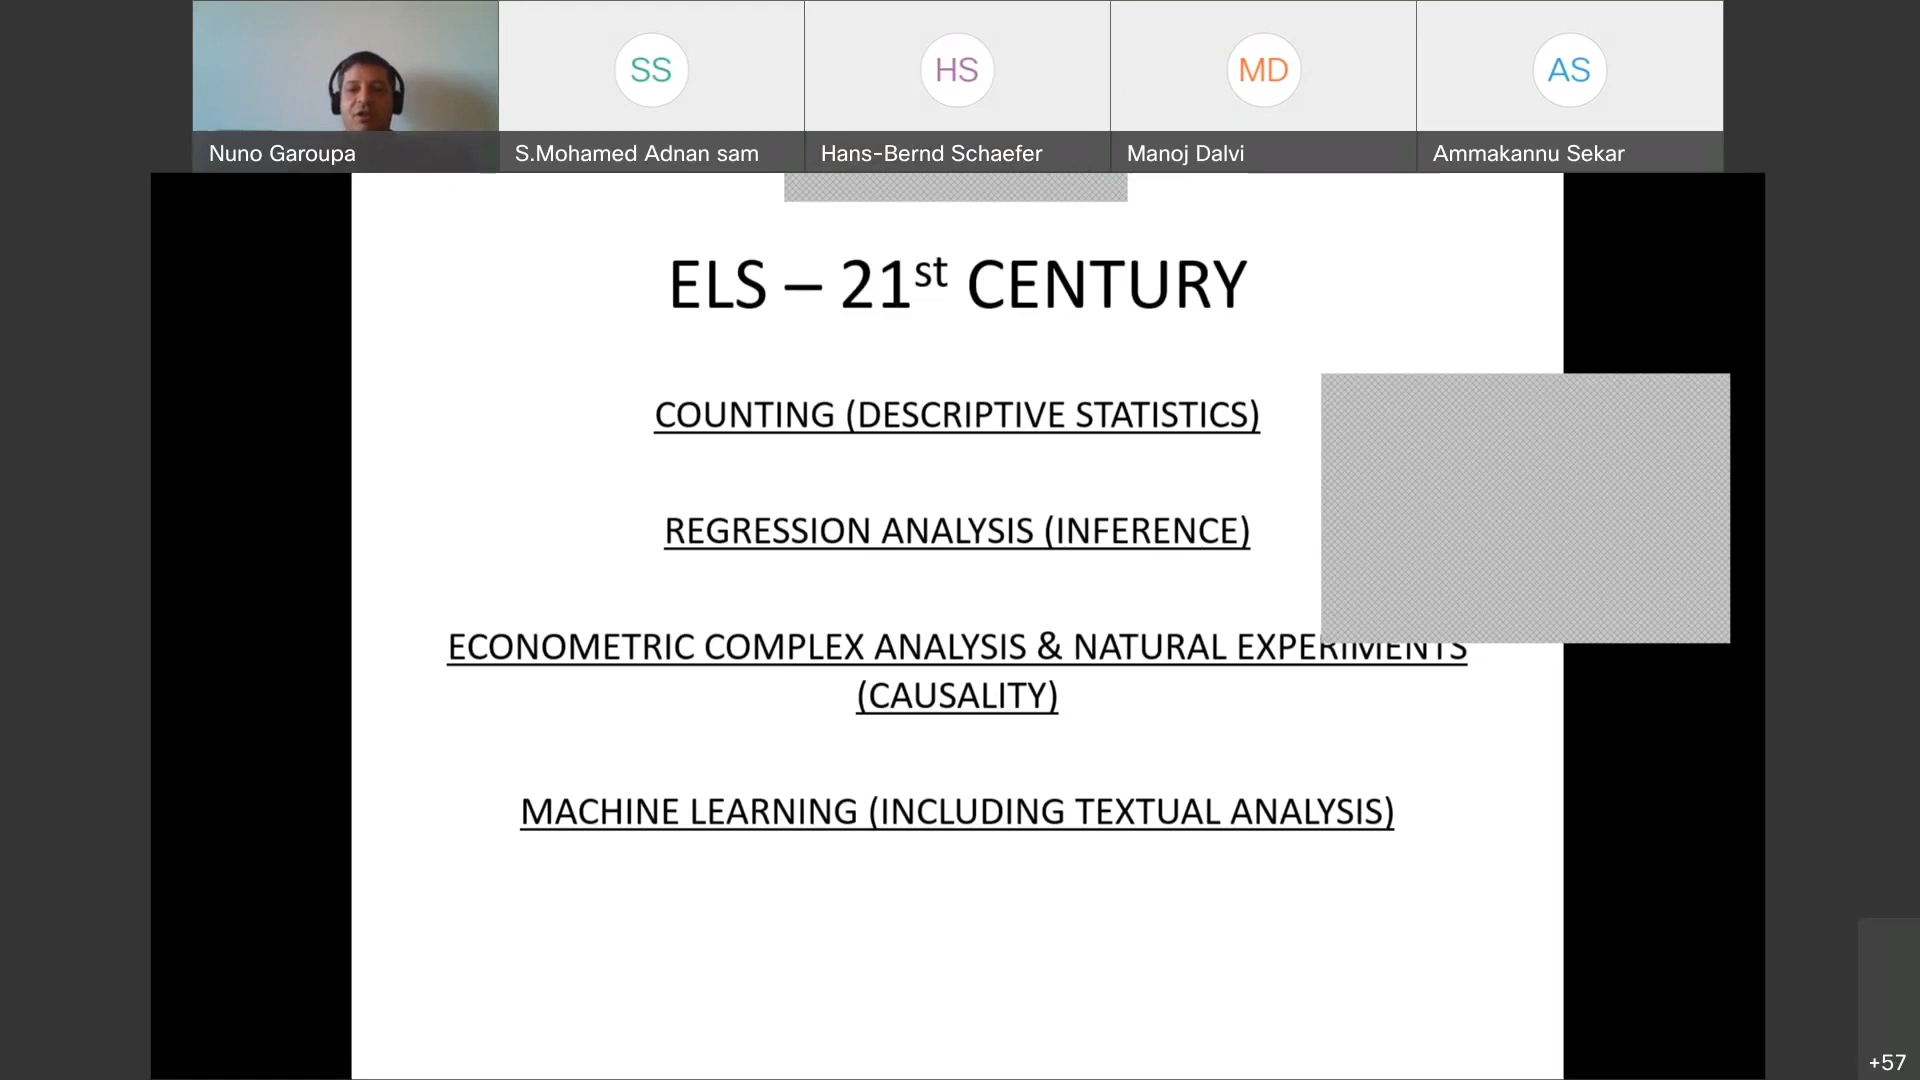 SS
HS
MD
AS
Nuno Garoupa
S.Mohamed Adnan sam
Hans-Bernd Schaefer
Manoj Dalvi
Ammakannu Sekar
ELS – 21st CENTURY
COUNTING (DESCRIPTIVE STATISTICS)
REGRESSION ANALYSIS (INFERENCE)
ECONOMETRIC COMPLEX ANALYSIS & NATURAL EXPERIMENTS
(CAUSALITY)
MACHINE LEARNING (INCLUDING TEXTUAL ANALYSIS)
+57